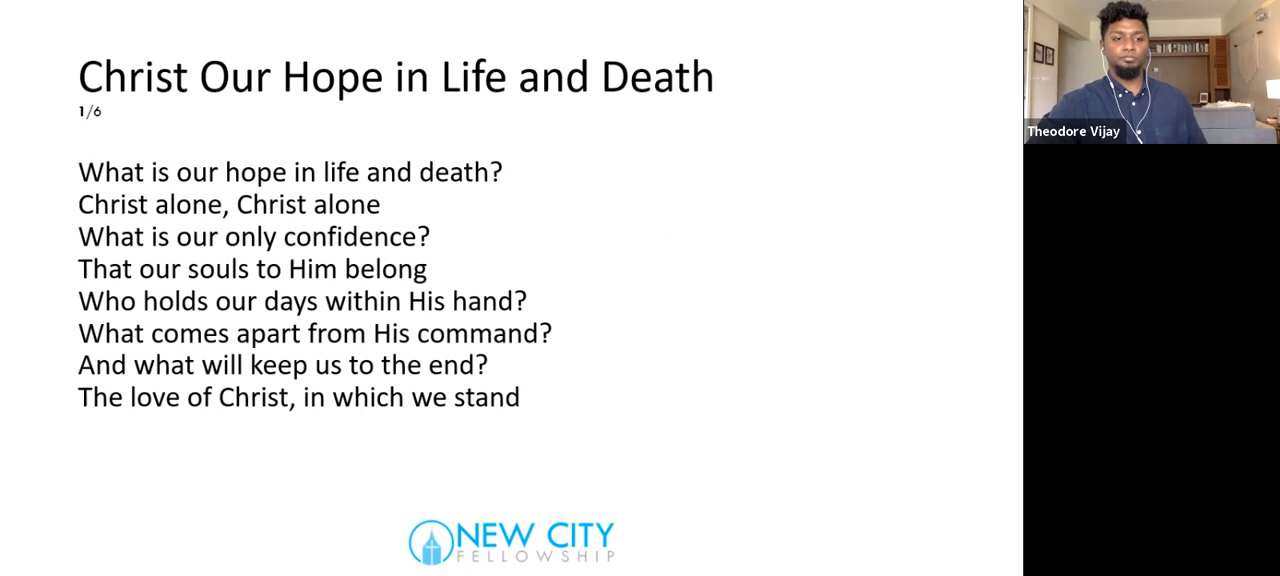 Christ Our Hope in Life and Death
1/6
What is our hope in life and death?
Christ alone, Christ alone
What is our only confidence?
That our souls to Him belong
Who holds our days within His hand?
What comes apart from His command?
And what will keep us to the end?
The love of Christ, in which we stand
NEW CITY
FELLOWSHIP
Theodore Vijay